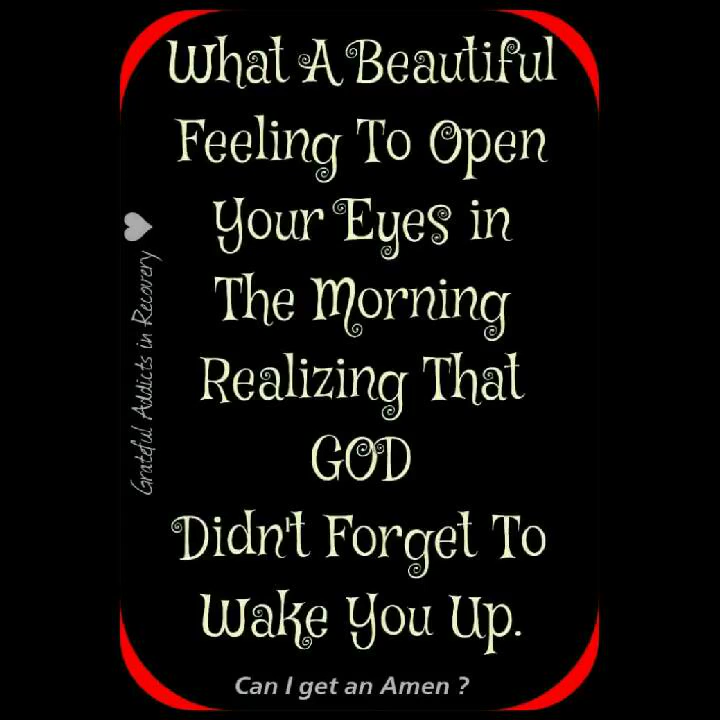 What A Beautiful
Feeling To Open
Your Eyes in
The Morning
Realizing That
GOD
Didn't Forget To
Wake You Up.
Can I get an Amen ?
Grateful Addicts in Recovery